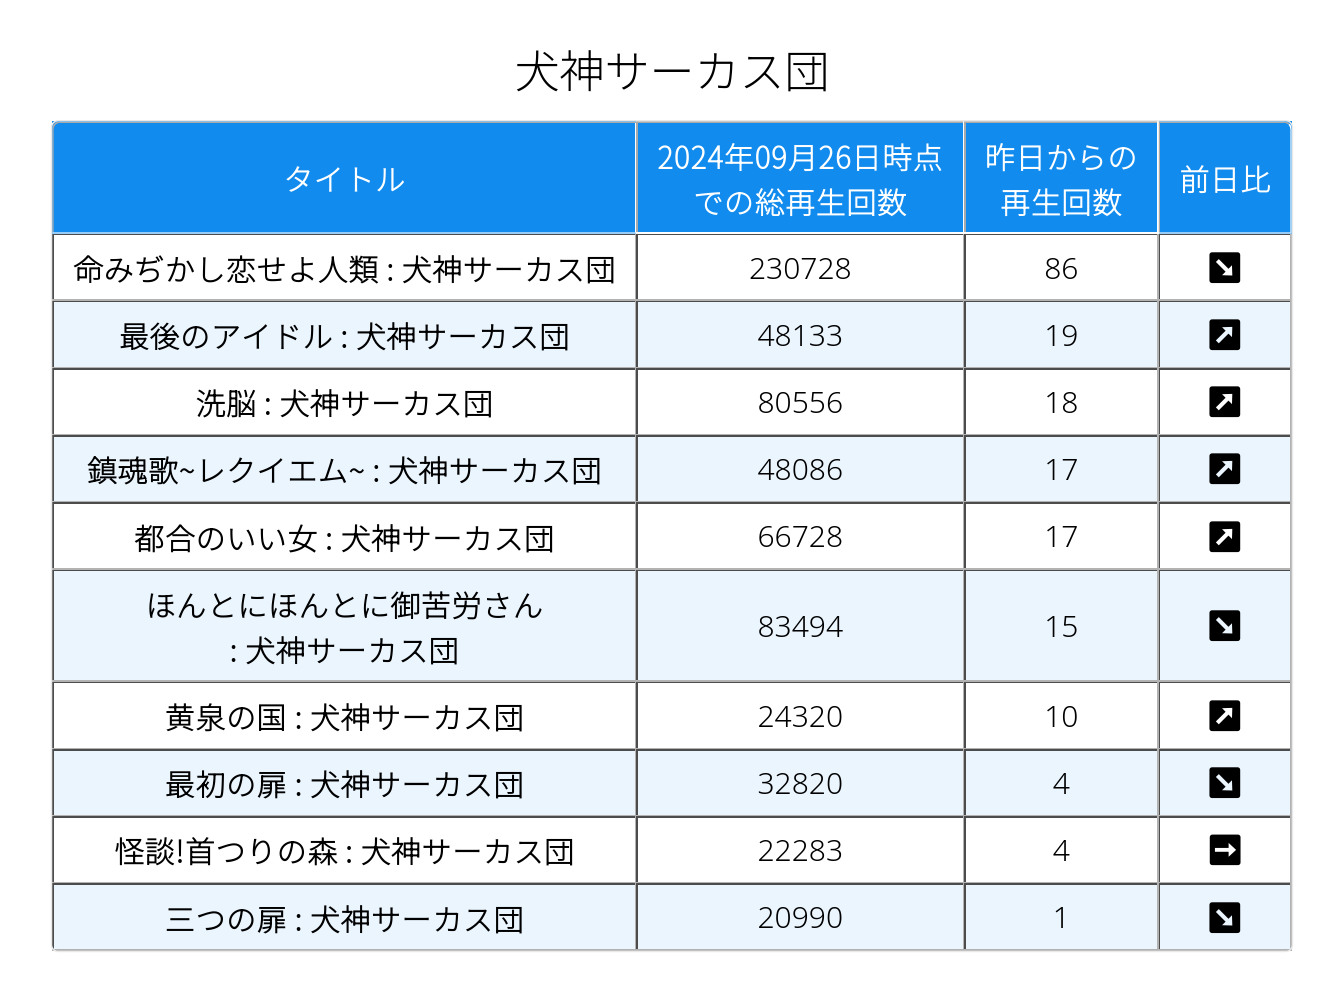 犬神サーカス団
タイトル
2024年09月26日時点
での総再生回数
昨日からの
再生回数
前日比
命みぢかし恋せよ人類 : 犬神サーカス団 230728 86 ↘
最後のアイドル : 犬神サーカス団 48133 19 ↗
洗脳 : 犬神サーカス団 80556 18 ↗
鎮魂歌~レクイエム~ : 犬神サーカス団 48086 17 ↗
都合のいい女 : 犬神サーカス団 66728 17 ↗
ほんとにほんとに御苦労さん
: 犬神サーカス団 83494 15 ↘
黄泉の国 : 犬神サーカス団 24320 10 ↗
最初の扉 : 犬神サーカス団 32820 4 ↘
怪談!首つりの森 : 犬神サーカス団 22283 4 →
三つの扉 : 犬神サーカス団 20990 1 ↘